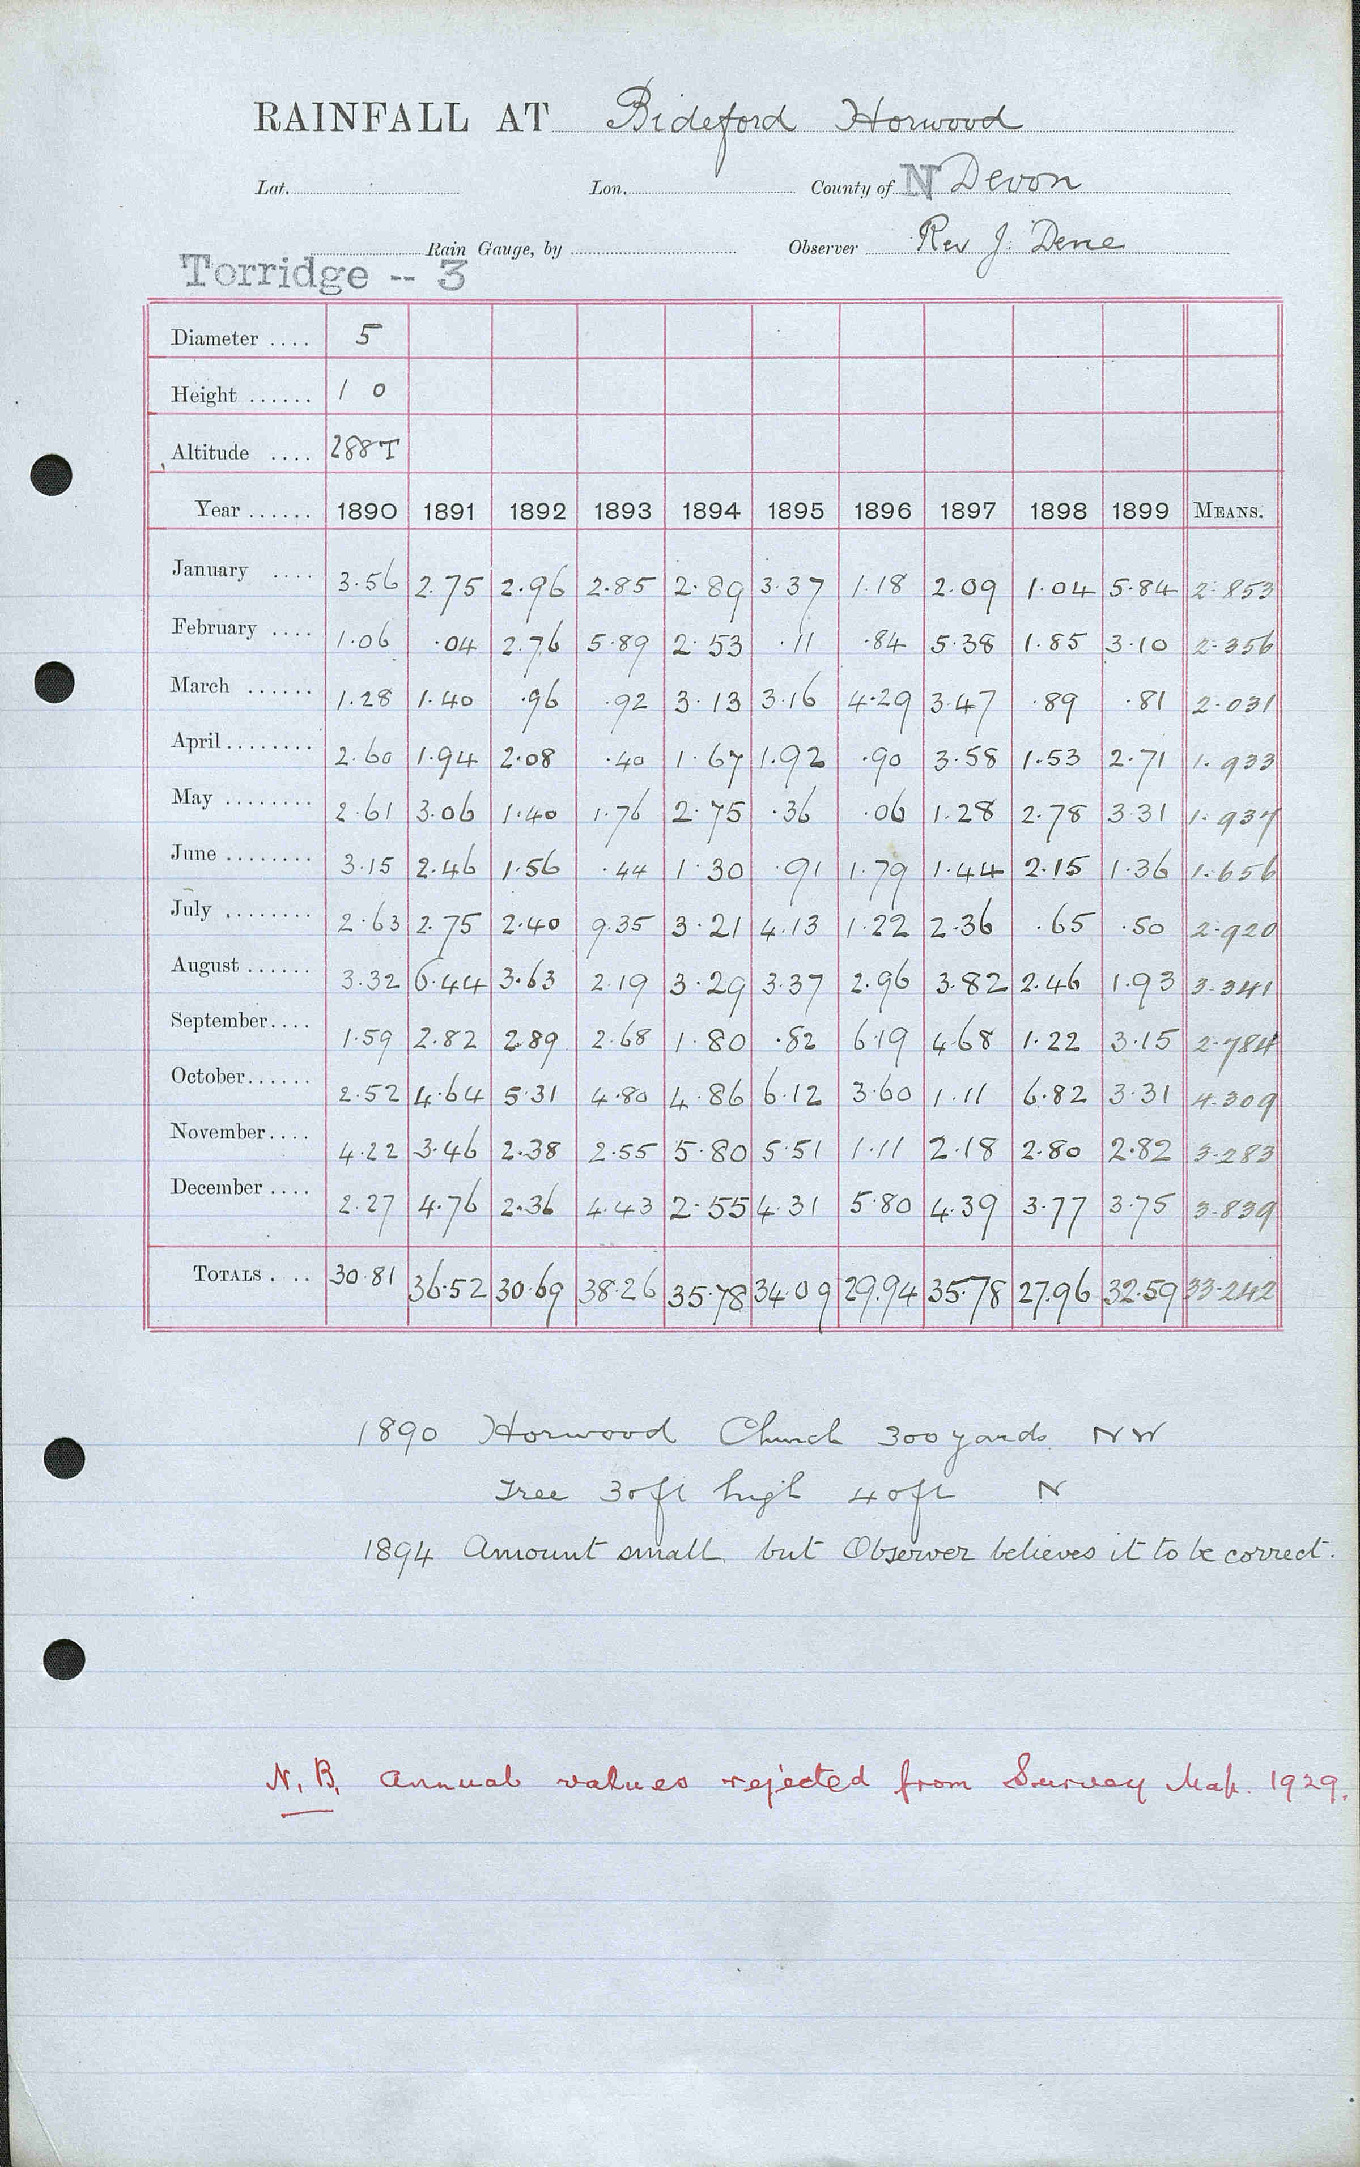 RAINFALL AT Bideford Horwood
Lat. Lon. County of N Devon
Rain Gauge, by Observer Rev J. Dene
Torridge -- 3
Diameter .... 5
Height ...... 1 0
Altitude .... 288T
Year ...... 1890 1891 1892 1893 1894 1895 1896 1897 1898 1899 MEANS.
January .... 3.56 2.75 2.96 2.85 2.89 3.37 1.18 2.09 1.04 5.84 2.853
February .... 1.06 .04 2.76 5.89 2.53 .11 .84 5.38 1.85 3.10 2.356
March ...... 1.28 1.40 .96 .92 3.13 3.16 4.29 3.47 .89 .81 2.031
April ........ 2.60 1.94 2.08 .40 1.67 1.92 .90 3.58 1.53 2.71 1.933
May ........ 2.61 3.06 1.40 1.76 2.75 .36 .06 1.28 2.78 3.31 1.937
June ........ 3.15 2.46 1.56 .44 1.30 .91 1.79 1.44 2.15 1.36 1.656
July ........ 2.63 2.75 2.40 9.35 3.21 4.13 1.22 2.36 .65 .50 2.920
August ...... 3.32 6.44 3.63 2.19 3.29 3.37 2.96 3.82 2.46 1.93 3.341
September .... 1.59 2.82 2.89 2.68 1.80 .82 6.19 4.68 1.22 3.15 2.784
October ...... 2.52 4.64 5.31 4.80 4.86 6.12 3.60 1.11 6.82 3.31 4.309
November .... 4.22 3.46 2.38 2.55 5.80 5.51 1.11 2.18 2.80 2.82 3.283
December .... 2.27 4.76 2.36 4.43 2.55 4.31 5.80 4.39 3.77 3.75 3.839
TOTALS .... 30.81 36.52 30.69 38.26 35.78 34.09 29.94 35.78 27.96 32.59 33.242
1890 Horwood Church 300 yards NW
Tree 30ft high 40ft N
1894 Amount small but Observer believes it to be correct.
N.B. Annual values rejected from Survey Map. 1929.